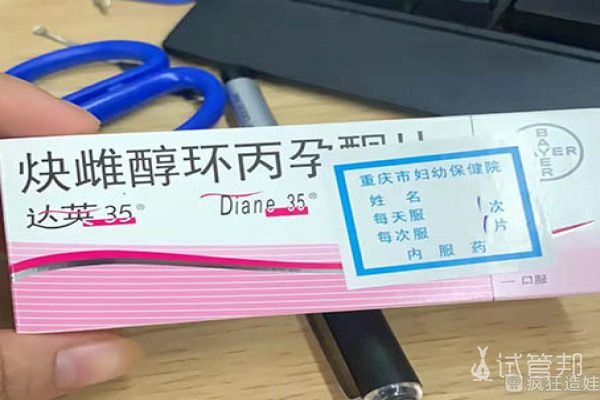 炔雌醇环丙孕酮片
达英 35®
Diane 35®
重庆市妇幼保健院
姓名
每天服 1 次
每次服 1 片
内服药
BAYER
BAYER
口服
试管邦
疯狂造娃